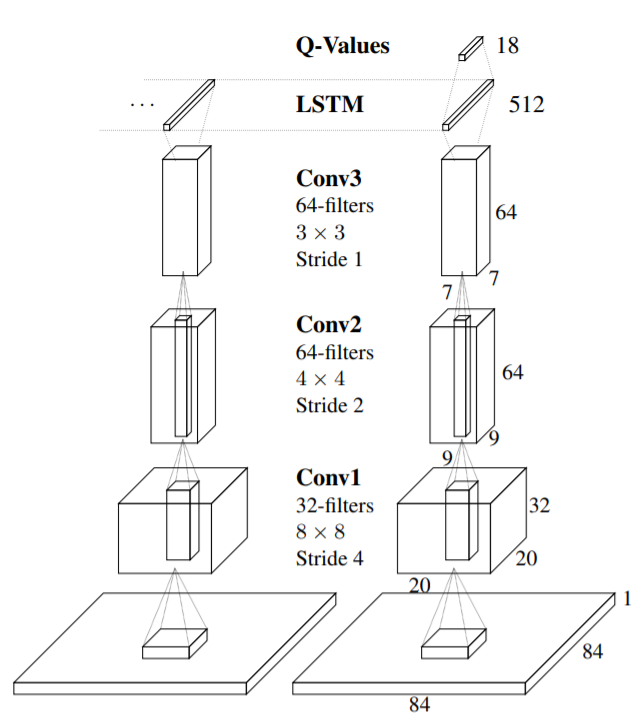 Q-Values 18
... LSTM 512
Conv3
64-filters
3 × 3
Stride 1
64
7
7
Conv2
64-filters
4 × 4
Stride 2
64
9
9
Conv1
32-filters
8 × 8
Stride 4
32
20
20
1
84
84